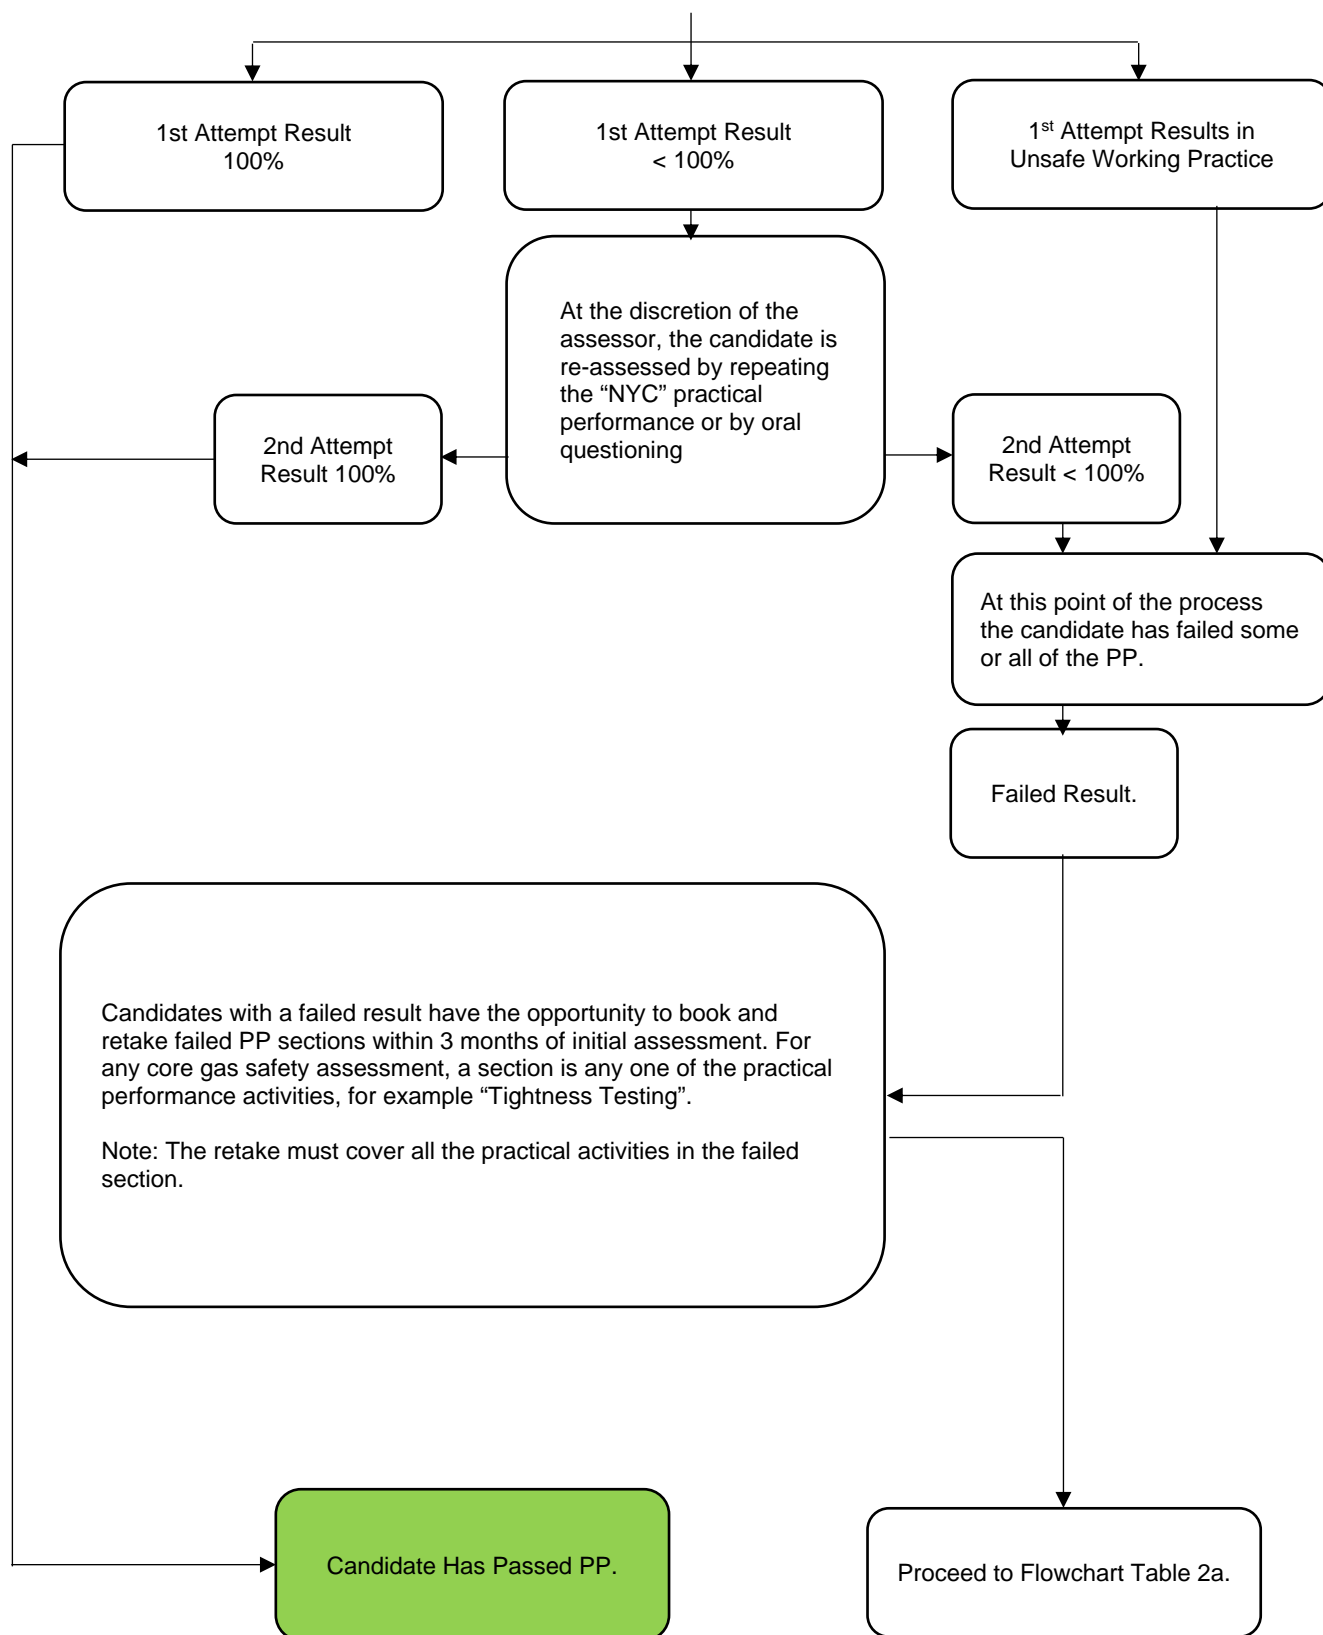 1st Attempt Result
100%
1st Attempt Result
< 100%
1st Attempt Results in
Unsafe Working Practice
At the discretion of the
assessor, the candidate is
re-assessed by repeating
the “NYC” practical
performance or by oral
questioning
2nd Attempt
Result 100%
2nd Attempt
Result < 100%
At this point of the process
the candidate has failed some
or all of the PP.
Failed Result.
Candidates with a failed result have the opportunity to book and
retake failed PP sections within 3 months of initial assessment. For
any core gas safety assessment, a section is any one of the practical
performance activities, for example “Tightness Testing”.
Note: The retake must cover all the practical activities in the failed
section.
Candidate Has Passed PP.
Proceed to Flowchart Table 2a.